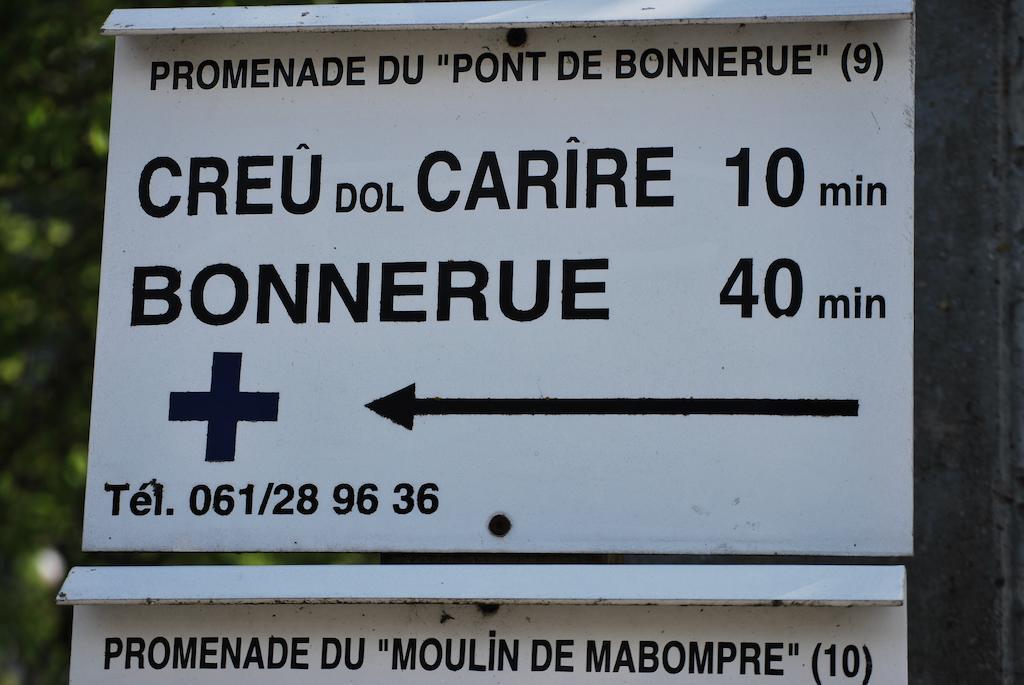 PROMENADE DU "PONT DE BONNERUE" (9)
CREÛ DOL CARÎRE 10 min
BONNERUE 40 min
Tél. 061/28 96 36
PROMENADE DU "MOULIN DE MABOMPRE" (10)